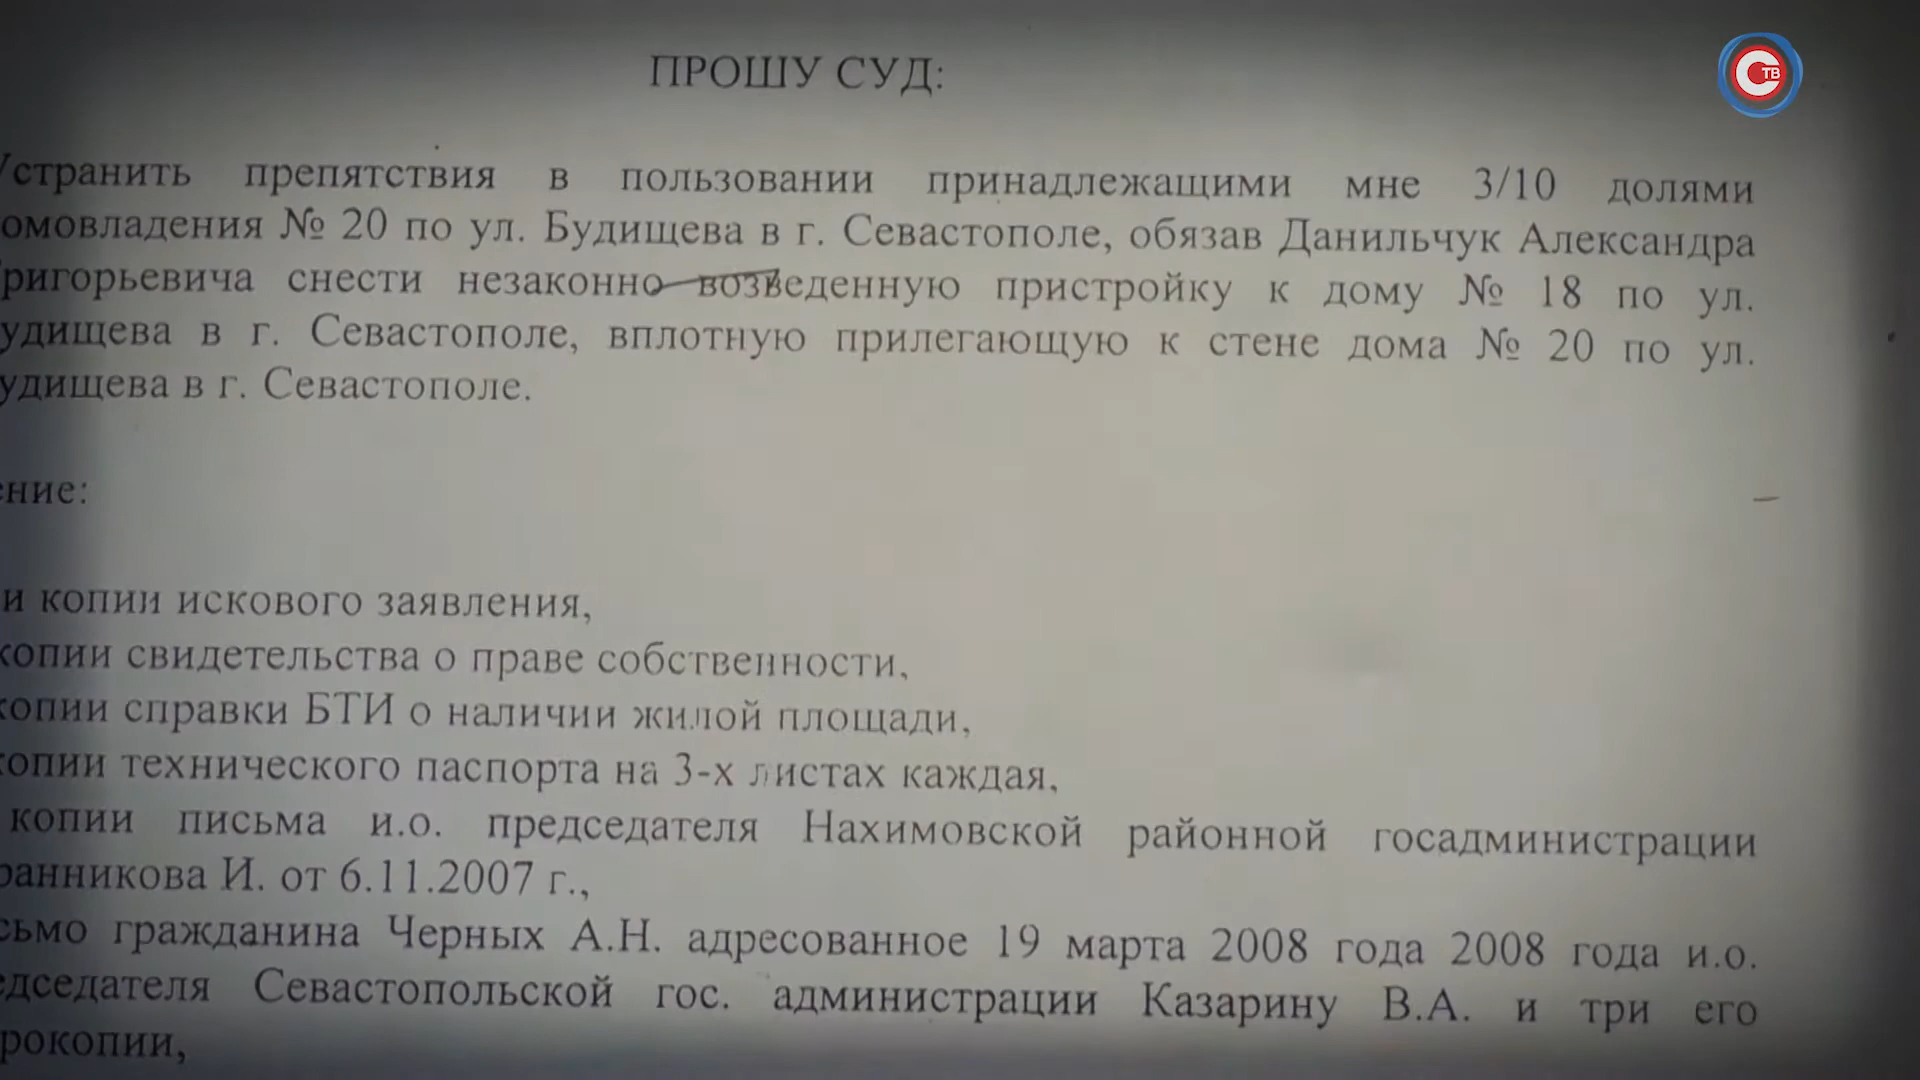 ПРОШУ СУД:
СТВ
Устранить препятствия в пользовании принадлежащими мне 3/10 долями
омовладения № 20 по ул. Будищева в г. Севастополе, обязав Данильчук Александра
ригорьевича снести незаконно возведенную пристройку к дому № 18 по ул.
удищева в г. Севастополе, вплотную прилегающую к стене дома № 20 по ул.
удищева в г. Севастополе.
ение:
и копии искового заявления,
копии свидетельства о праве собственности,
копии справки БТИ о наличии жилой площади,
копии технического паспорта на 3-х листах каждая,
копии письма и.о. председателя Нахимовской районной госадминистрации
ранникова И. от 6.11.2007 г.,
сьмо гражданина Черных А.Н. адресованное 19 марта 2008 года 2008 года и.о.
едседателя Севастопольской гос. администрации Казарину В.А. и три его
рокопии,